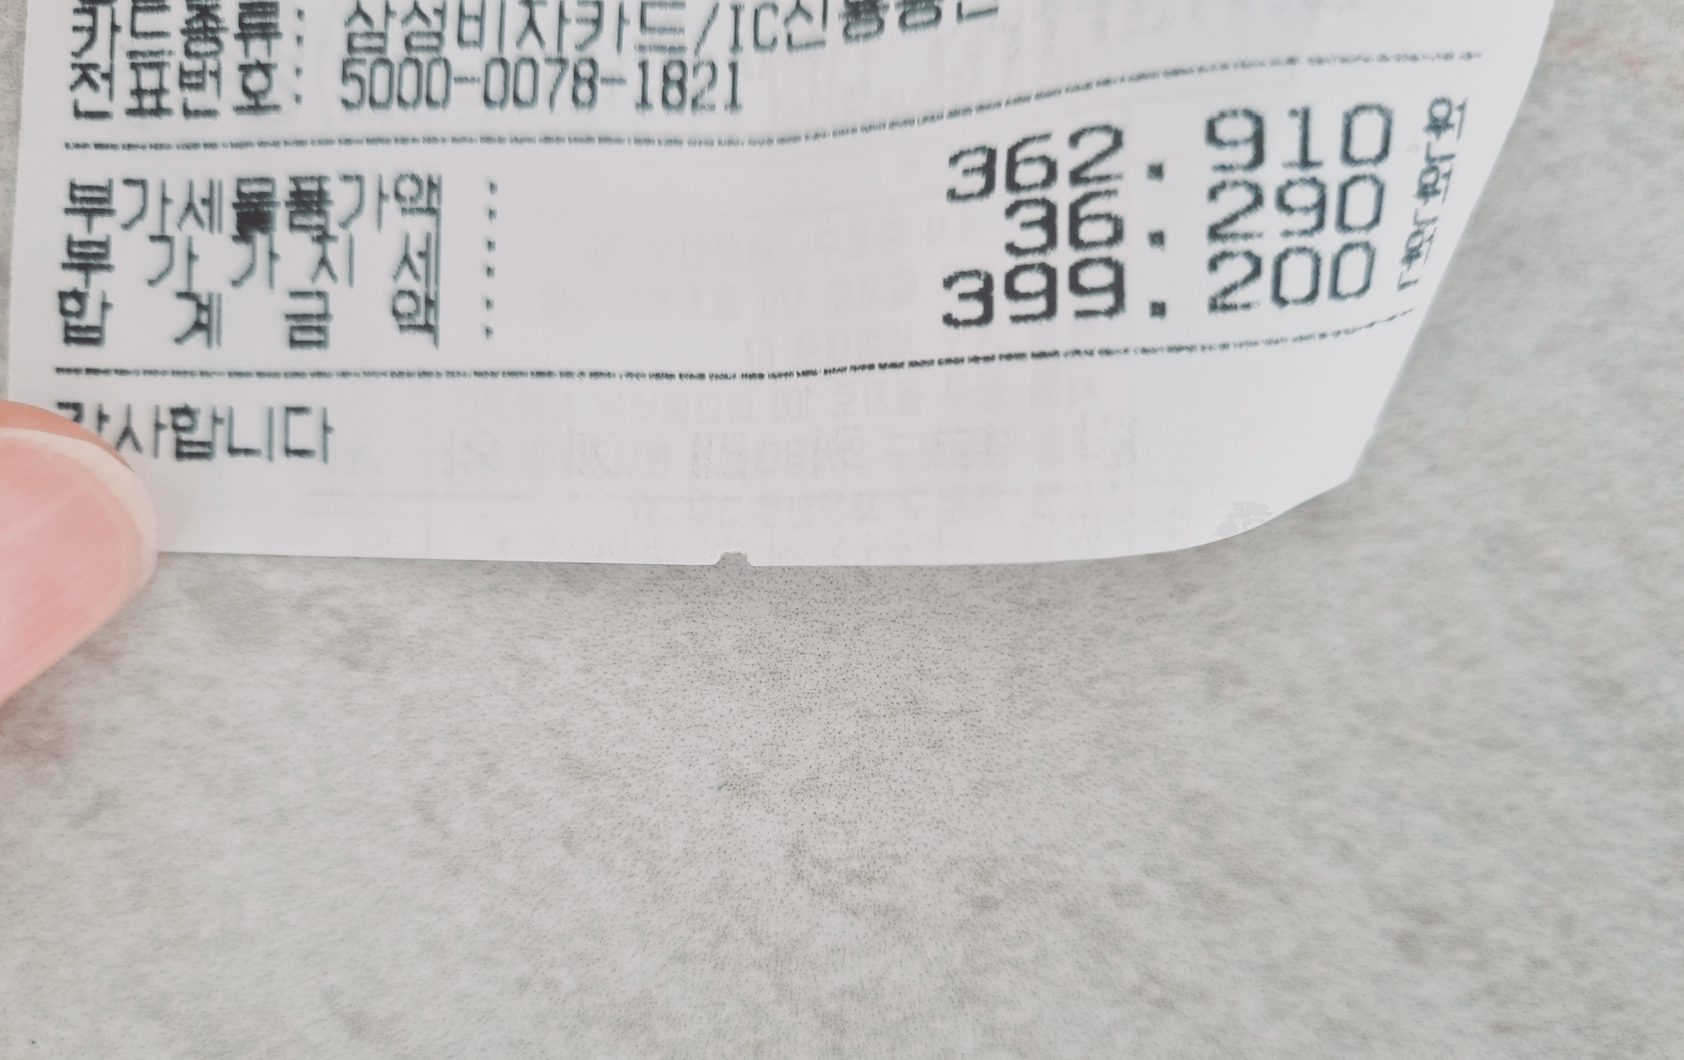 카드종류: 삼성비자카드/IC신용승인
전표번호: 5000-0078-1821
부가세물품가액 : 362.910원
부 가 가 치 세 : 36.290원
합 계 금 액 : 399.200원
감사합니다